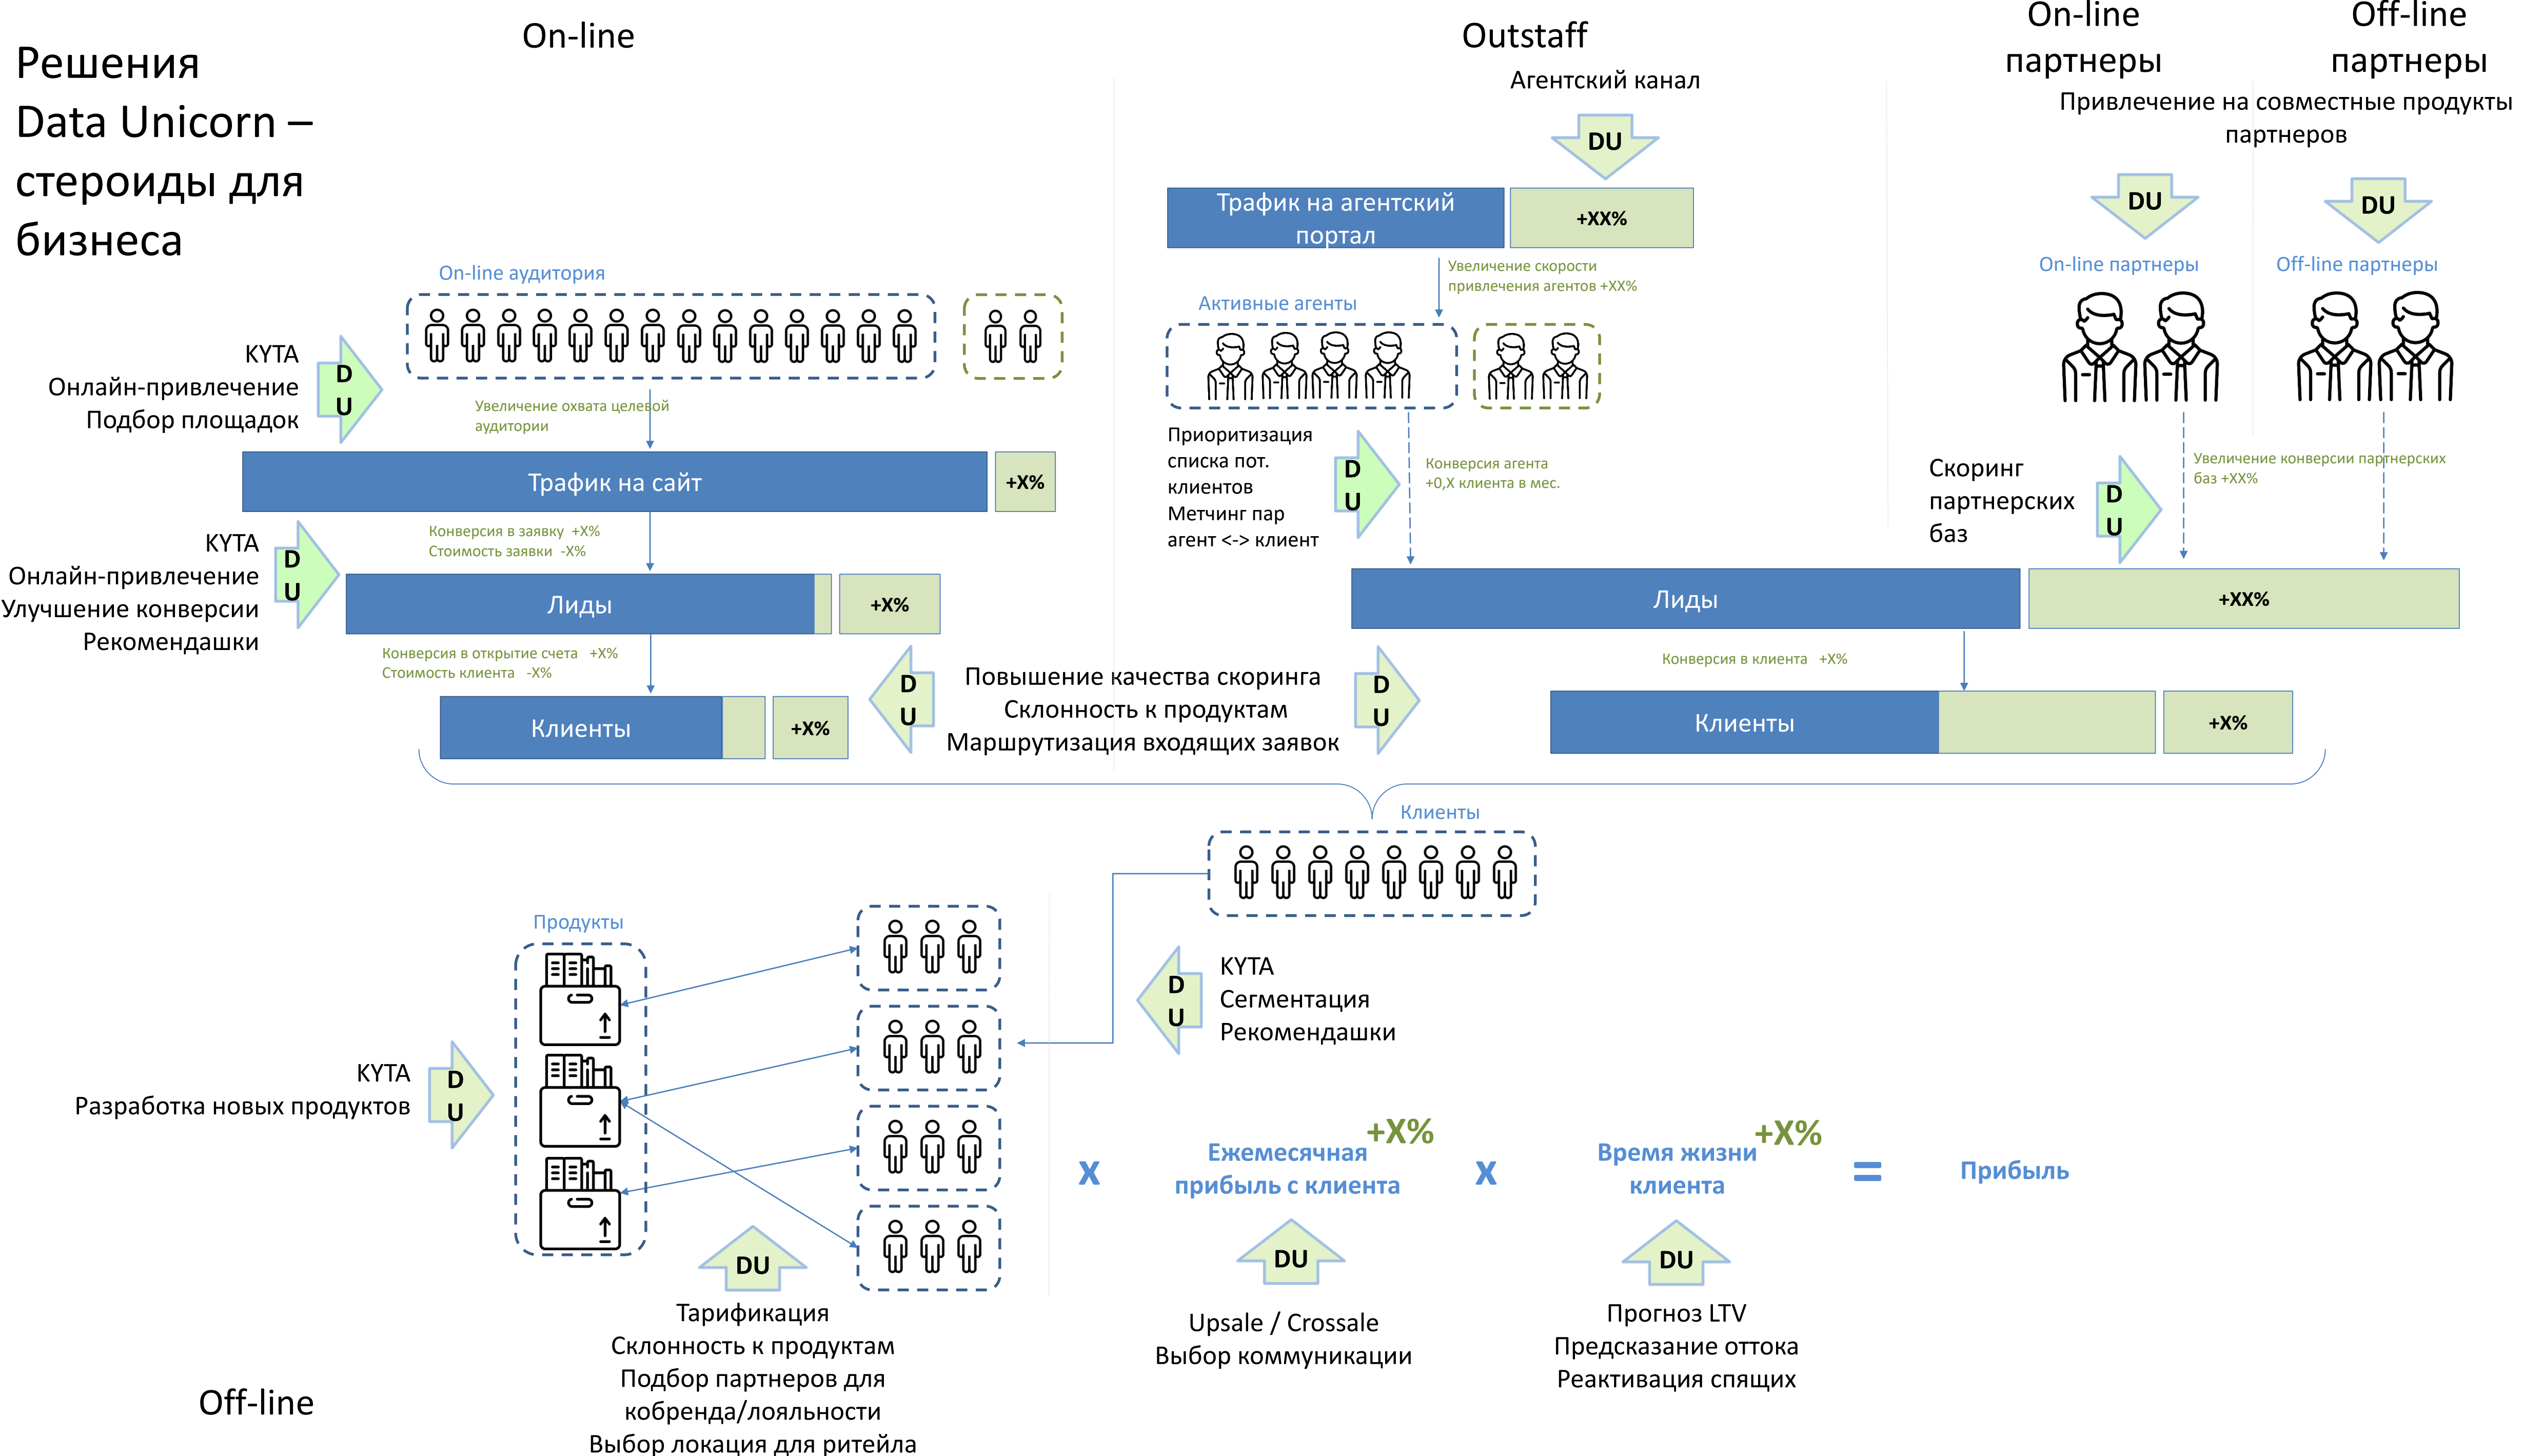 Решения
Data Unicorn –
стероиды для
бизнеса
On-line
Outstaff
On-line
партнеры
Off-line
партнеры
Агентский канал
Привлечение на совместные продукты
партнеров
DU
DU
DU
Трафик на агентский
портал
+XX%
On-line аудитория
Увеличение скорости
привлечения агентов +XX%
On-line партнеры
Off-line партнеры
Активные агенты
KYTA
Онлайн-привлечение
Подбор площадок
D
U
Увеличение охвата целевой
аудитории
Трафик на сайт
+X%
Приоритизация
списка пот.
клиентов
Метчинг пар
агент <-> клиент
D
U
Конверсия агента
+0,X клиента в мес.
Скоринг
партнерских
баз
D
U
Увеличение конверсии партнерских
баз +XX%
KYTA
Онлайн-привлечение
Улучшение конверсии
Рекомендашки
D
U
Конверсия в заявку +X%
Стоимость заявки -X%
Лиды
+X%
Лиды
+XX%
Конверсия в открытие счета +X%
Стоимость клиента -X%
Клиенты
+X%
D
U
Повышение качества скоринга
Склонность к продуктам
Маршрутизация входящих заявок
D
U
Конверсия в клиента +X%
Клиенты
+X%
Клиенты
Продукты
D
U
KYTA
Сегментация
Рекомендашки
KYTA
Разработка новых продуктов
D
U
x
Ежемесячная
прибыль с клиента
+X%
x
Время жизни
клиента
+X%
=
Прибыль
DU
DU
DU
Тарификация
Склонность к продуктам
Подбор партнеров для
кобренда/лояльности
Выбор локация для ритейла
Upsale / Crossale
Выбор коммуникации
Прогноз LTV
Предсказание оттока
Реактивация спящих
Off-line